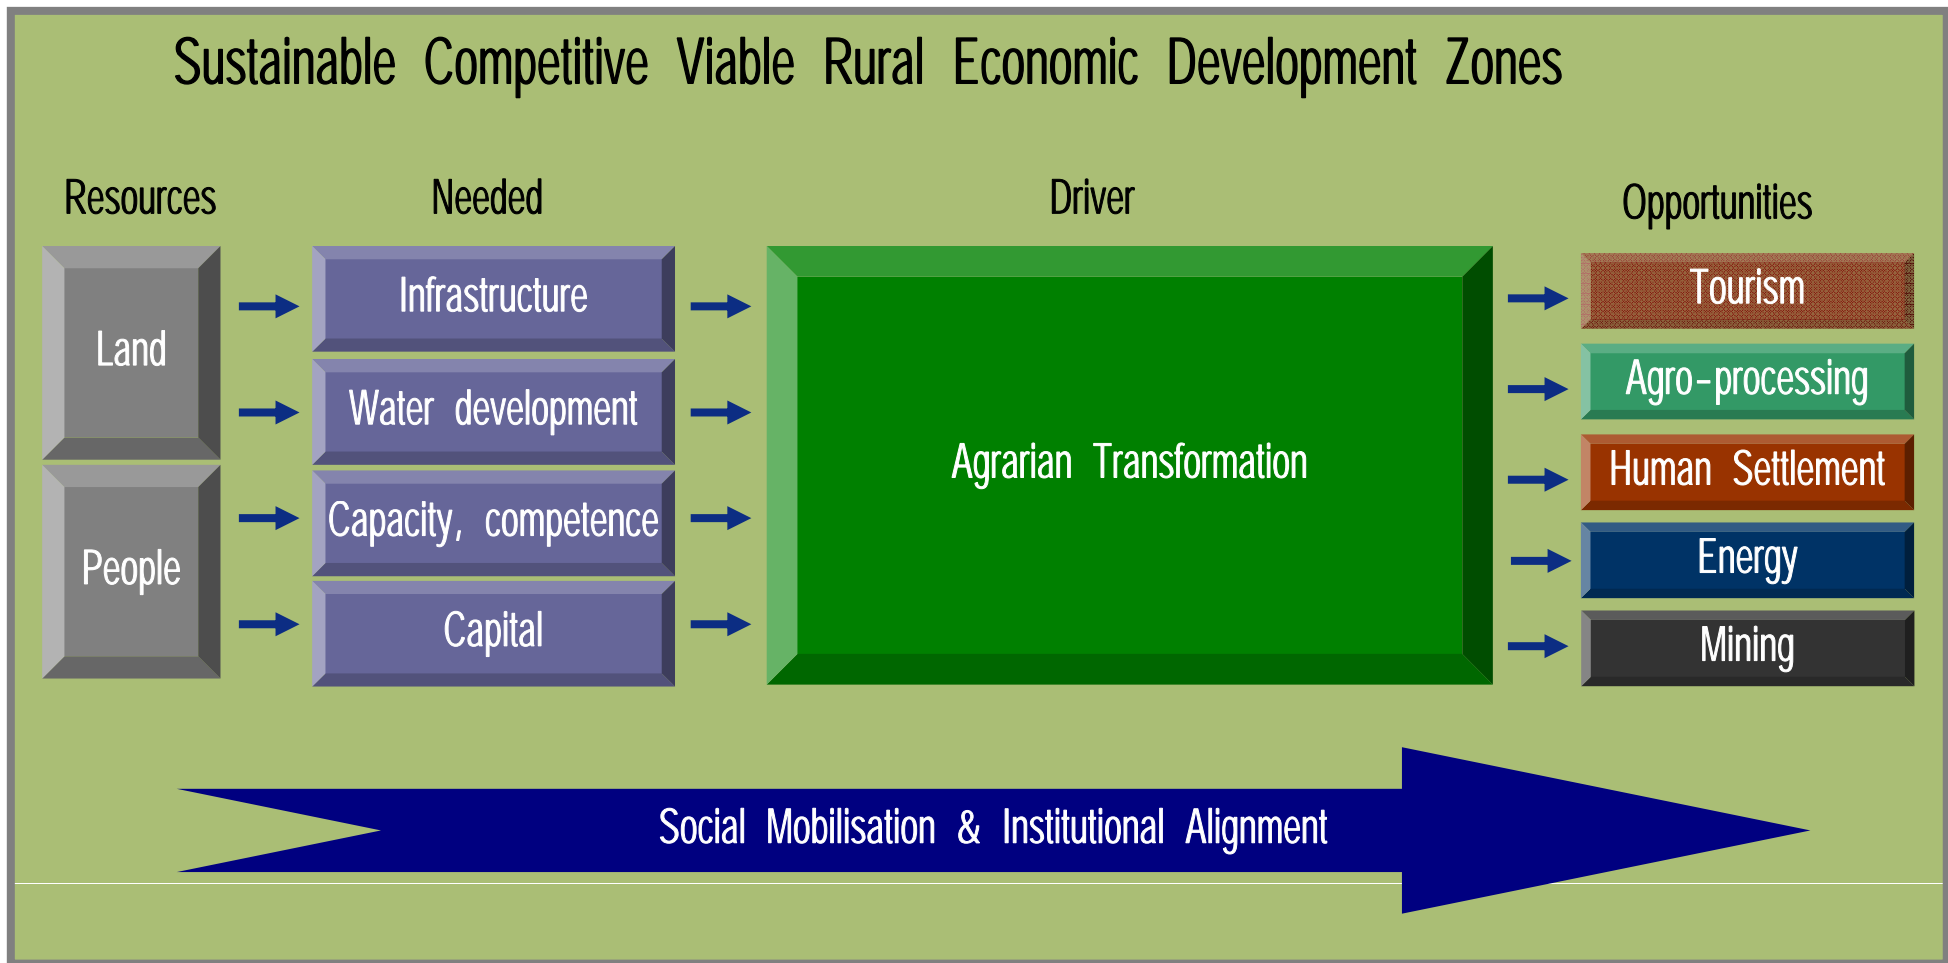 Sustainable Competitive Viable Rural Economic Development Zones
Resources
Needed
Driver
Opportunities
Land
People
Infrastructure
Water development
Capacity, competence
Capital
Agrarian Transformation
Tourism
Agro-processing
Human Settlement
Energy
Mining
Social Mobilisation & Institutional Alignment